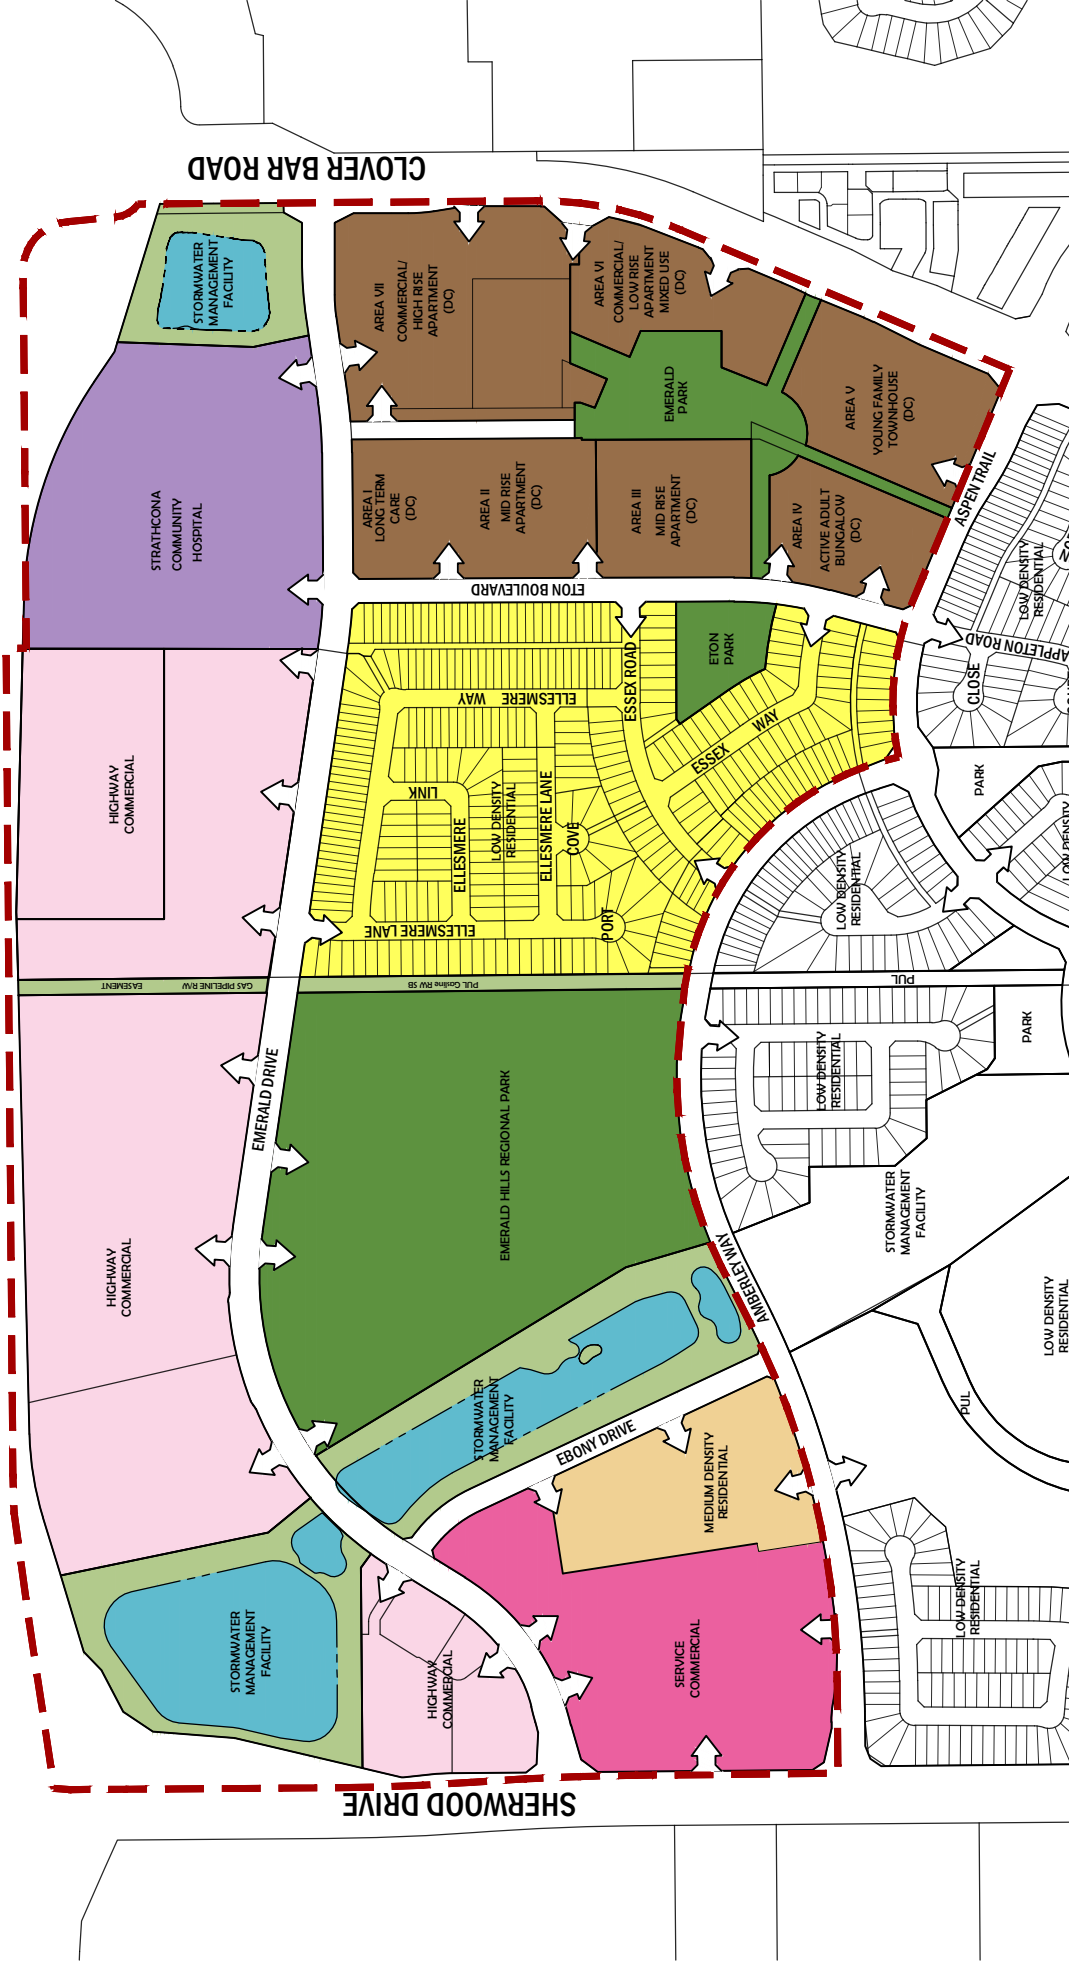 CLOVER BAR ROAD
STORMWATER
MANAGEMENT
FACILITY
AREA VII
COMMERCIAL/
HIGH RISE
APARTMENT
(DC)
AREA VI
COMMERCIAL/
LOW RISE
APARTMENT
MIXED USE
(DC)
EMERALD
PARK
AREA V
YOUNG FAMILY
TOWNHOUSE
(DC)
STRATHCONA
COMMUNITY
HOSPITAL
AREA I
LONG TERM
CARE
(DC)
AREA II
MID RISE
APARTMENT
(DC)
AREA III
MID RISE
APARTMENT
(DC)
AREA IV
ACTIVE ADULT
BUNGALOW
(DC)
ASPEN TRAIL
LOW DENSITY
RESIDENTIAL
ETON BOULEVARD
APPLETON ROAD
CLOSE
ETON
PARK
ESSEX ROAD
ELLESMERE WAY
ESSEX WAY
HIGHWAY
COMMERCIAL
LINK
ELLESMERE
LOW DENSITY
RESIDENTIAL
ELLESMERE LANE
COVE
PORT
ELLESMERE LANE
PARK
LOW DENSITY
LOW DENSITY
RESIDENTIAL
GAS PIPELINE R/W EASEMENT
PUL Gasline RW SB
PUL
EMERALD DRIVE
EMERALD HILLS REGIONAL PARK
LOW DENSITY
RESIDENTIAL
PARK
HIGHWAY
COMMERCIAL
STORMWATER
MANAGEMENT
FACILITY
AMBERLEY WAY
LOW DENSITY
RESIDENTIAL
PUL
STORMWATER
MANAGEMENT
FACILITY
EBONY DRIVE
MEDIUM DENSITY
RESIDENTIAL
STORMWATER
MANAGEMENT
FACILITY
HIGHWAY
COMMERCIAL
SERVICE
COMMERCIAL
LOW DENSITY
RESIDENTIAL
SHERWOOD DRIVE